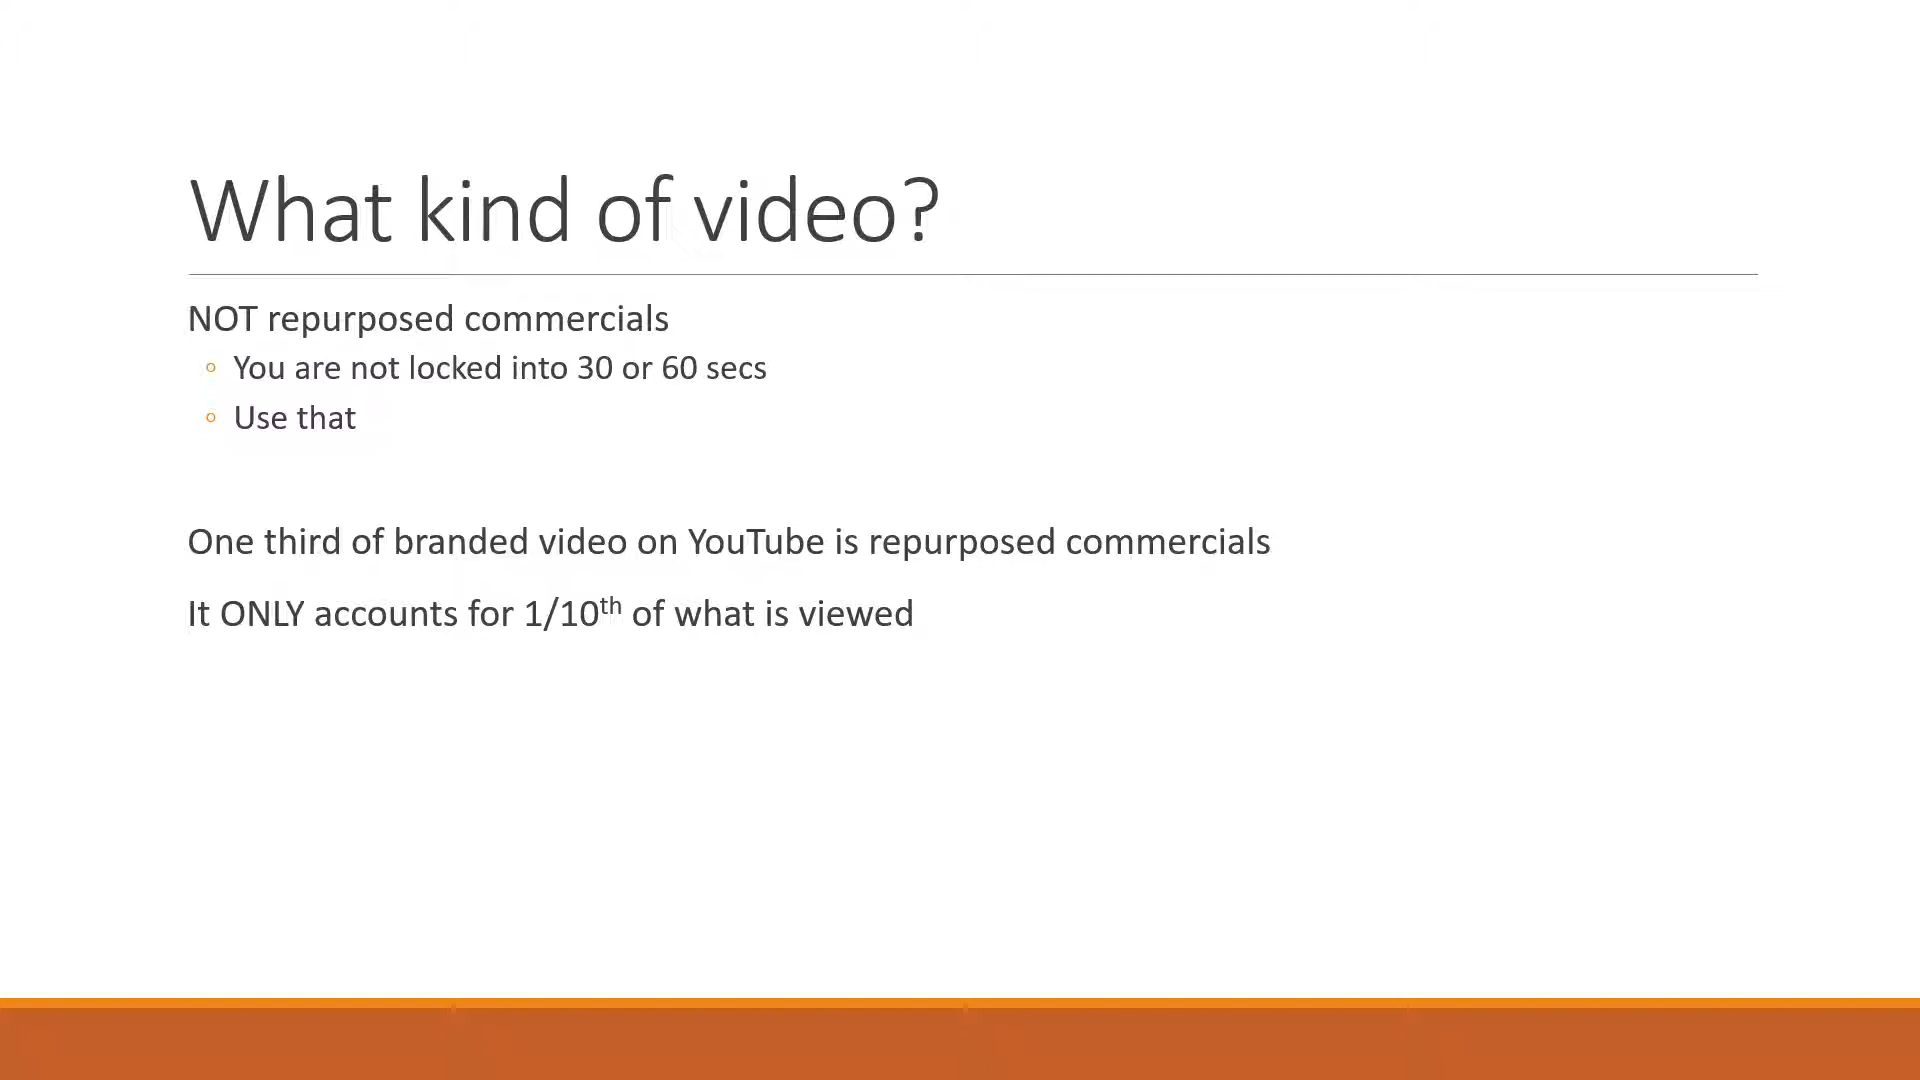 What kind of video?
NOT repurposed commercials
◦ You are not locked into 30 or 60 secs
◦ Use that
One third of branded video on YouTube is repurposed commercials
It ONLY accounts for 1/10th of what is viewed